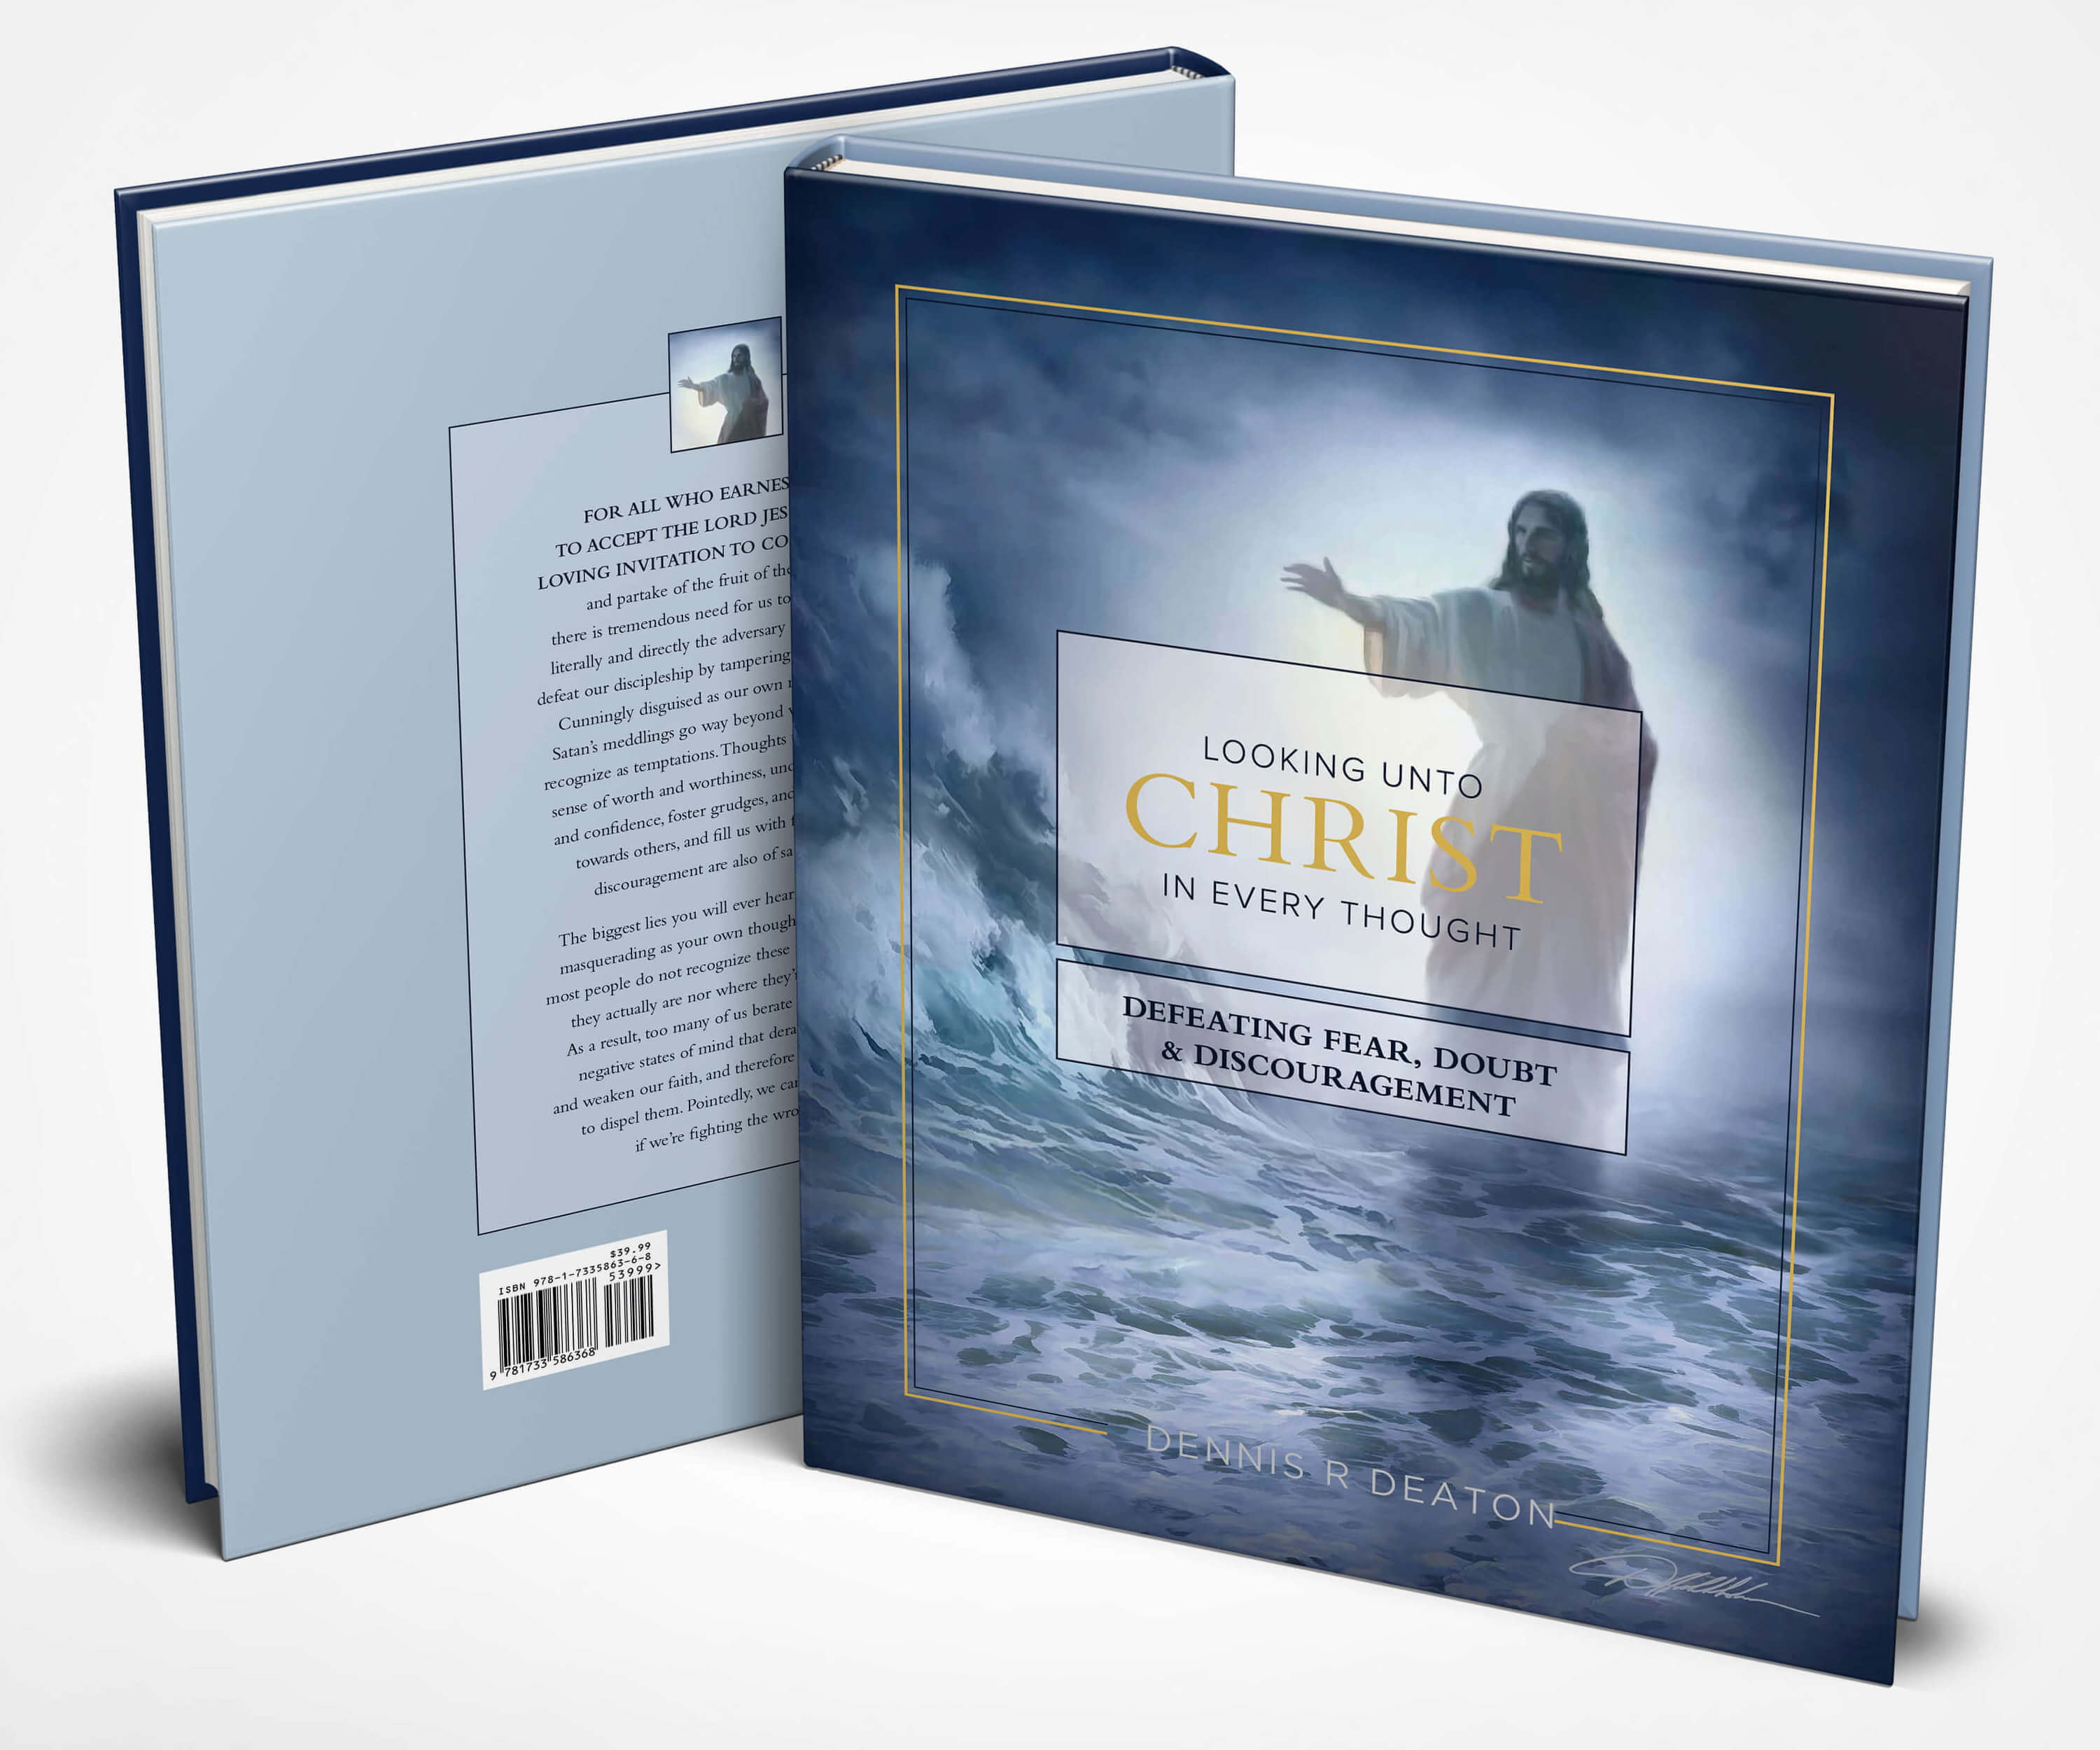 FOR ALL WHO EARNES
TO ACCEPT THE LORD JES
LOVING INVITATION TO CO
and partake of the fruit of the
there is tremendous need for us to
literally and directly the adversary
defeat our discipleship by tampering
Cunningly disguised as our own
Satan's meddlings go way beyond
recognize as temptations. Thoughts
sense of worth and worthiness, und
and confidence, foster grudges, and
towards others, and fill us with
discouragement are also of sa
The biggest lies you will ever hear
masquerading as your own though
most people do not recognize these
they actually are nor where they'
As a result, too many of us berate
negative states of mind that dera
and weaken our faith, and therefore
to dispel them. Pointedly, we can
if we're fighting the wro
$39.99
ISBN 978-1-7335863-6-8
53999>
9 781733 586368
LOOKING UNTO
CHRIST
IN EVERY THOUGHT
DEFEATING FEAR, DOUBT
& DISCOURAGEMENT
DENNIS R DEATON